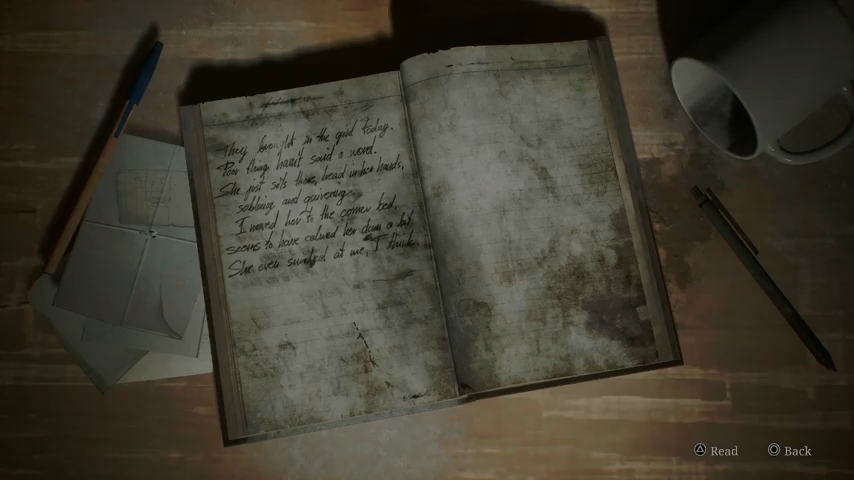 They brought in the girl today.
Poor thing hasn't said a word.
She just sits there, head in her hands,
sobbing and quivering.
I moved her to the corner bed,
seems to have calmed her down a bit.
She even smiled at me, I think.
Read
Back